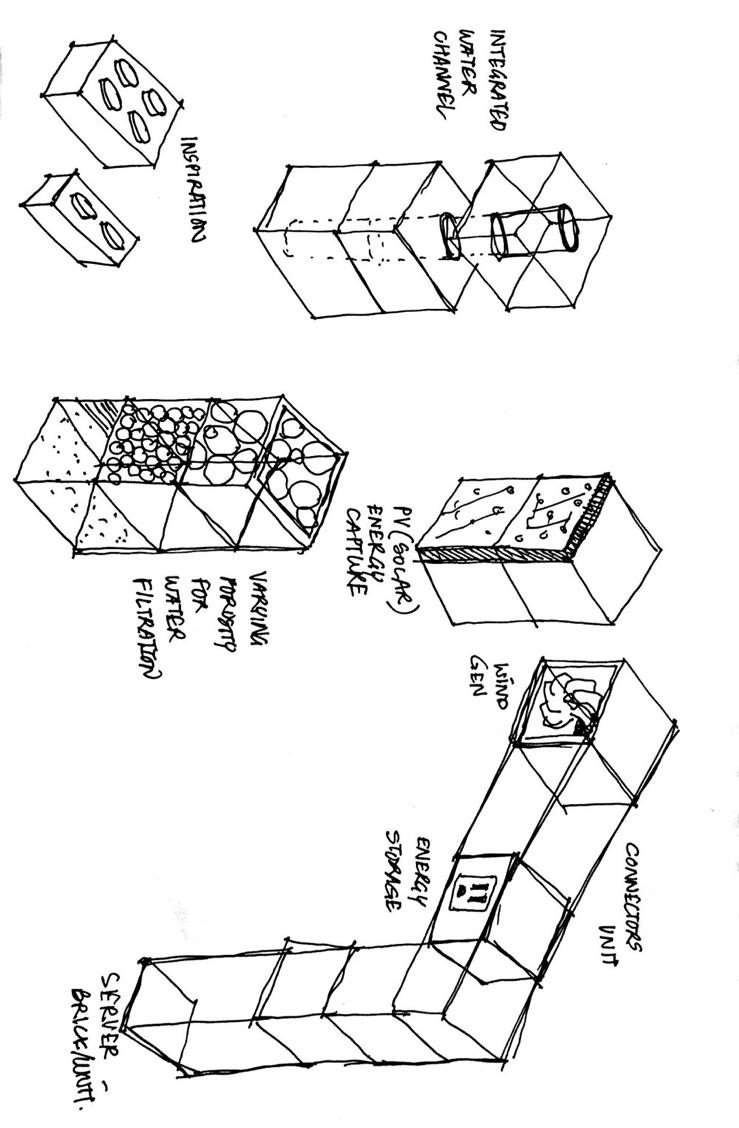 CONNECTORS
UNIT
INTEGRATED
WATER
CHANNEL
WIND
GEN
PV (SOLAR)
ENERGY
CAPTURE
ENERGY
STORAGE
VARYING
POROSITY
FOR
WATER
FILTRATION
INSPIRATION
SERVER
BRICK/UNIT.